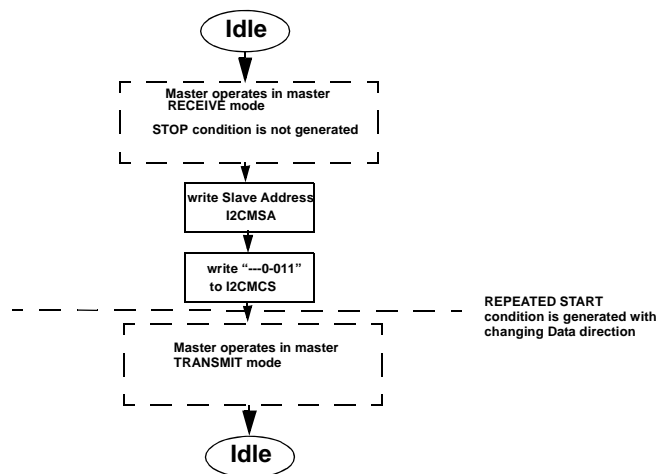 Idle
Master operates in master
RECEIVE mode
STOP condition is not generated
write Slave Address
I2CMSA
write “---0-011”
to I2CMCS
REPEATED START
condition is generated with
changing Data direction
Master operates in master
TRANSMIT mode
Idle